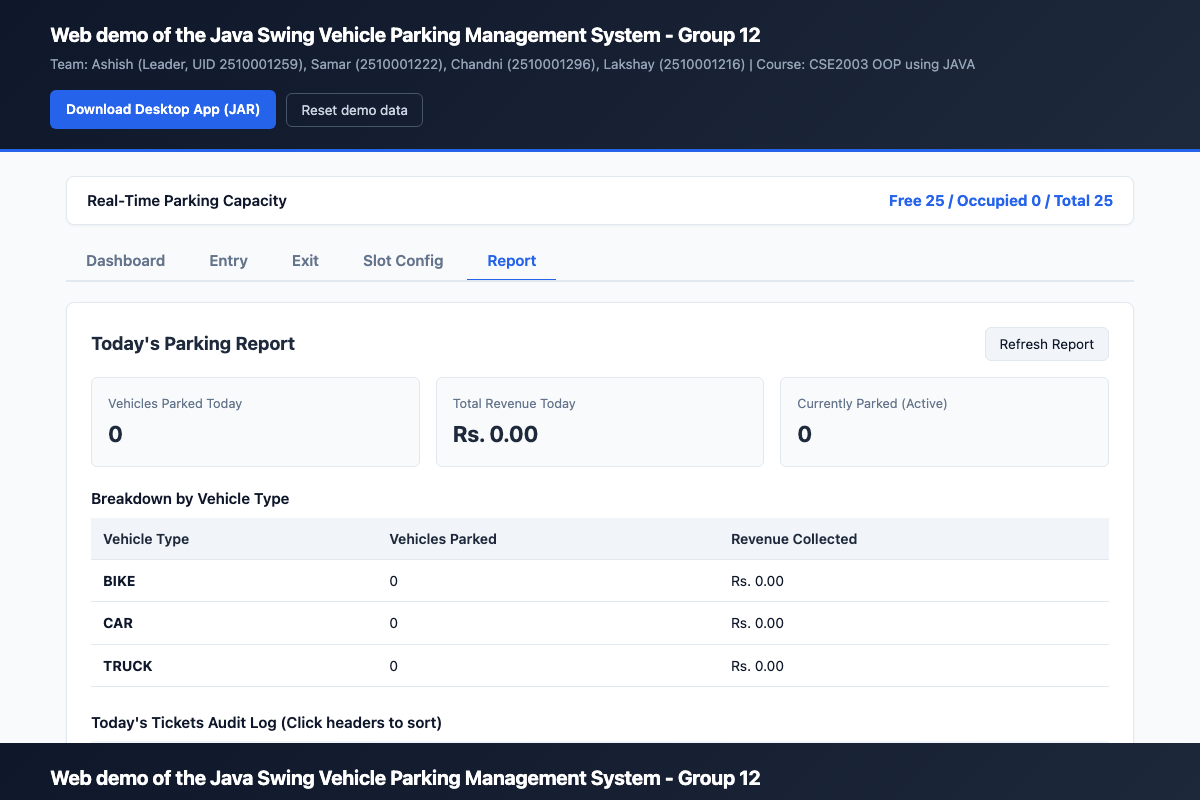 Web demo of the Java Swing Vehicle Parking Management System - Group 12
Team: Ashish (Leader, UID 2510001259), Samar (2510001222), Chandni (2510001296), Lakshay (2510001216) | Course: CSE2003 OOP using JAVA
Download Desktop App (JAR) Reset demo data
Real-Time Parking Capacity Free 25 / Occupied 0 / Total 25
Dashboard Entry Exit Slot Config Report
Today's Parking Report Refresh Report
Vehicles Parked Today Total Revenue Today Currently Parked (Active)
0 Rs. 0.00 0
Breakdown by Vehicle Type
Vehicle Type Vehicles Parked Revenue Collected
BIKE 0 Rs. 0.00
CAR 0 Rs. 0.00
TRUCK 0 Rs. 0.00
Today's Tickets Audit Log (Click headers to sort)
Web demo of the Java Swing Vehicle Parking Management System - Group 12